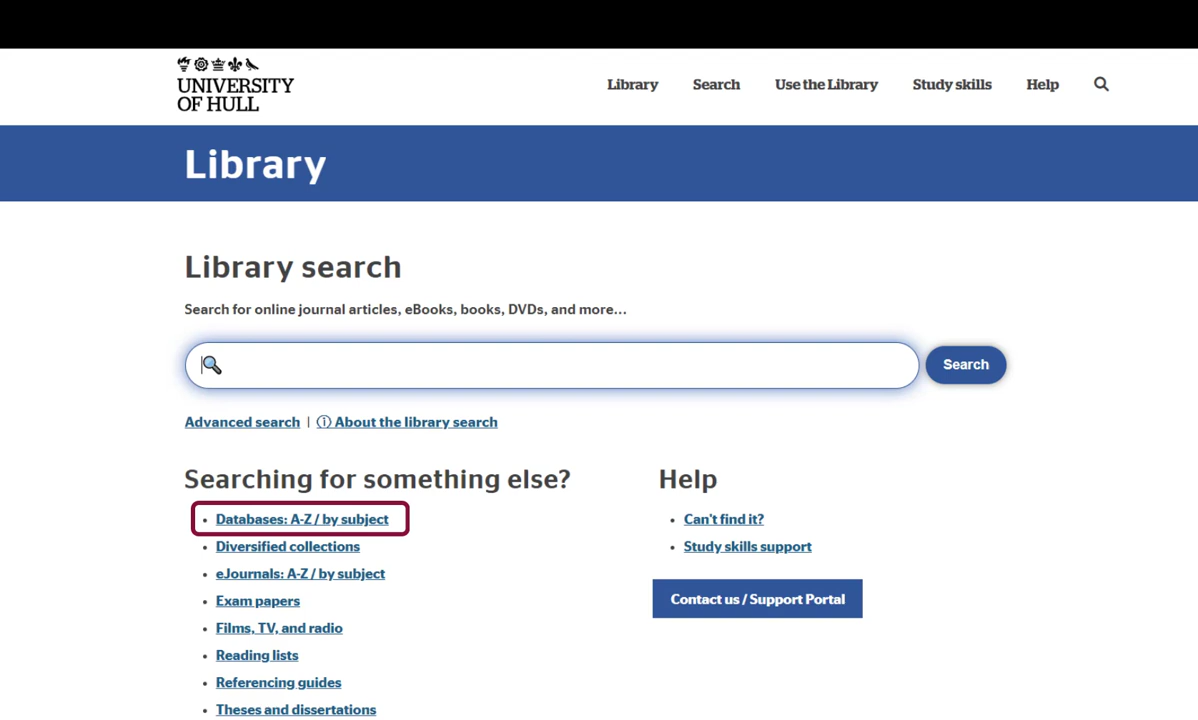 UNIVERSITY
OF HULL
Library Search Use the Library Study skills Help
Library
Library search
Search for online journal articles, eBooks, books, DVDs, and more...
Search
Advanced search | ⓘ About the library search
Searching for something else?
• Databases: A-Z / by subject
• Diversified collections
• eJournals: A-Z / by subject
• Exam papers
• Films, TV, and radio
• Reading lists
• Referencing guides
• Theses and dissertations
Help
• Can't find it?
• Study skills support
Contact us / Support Portal